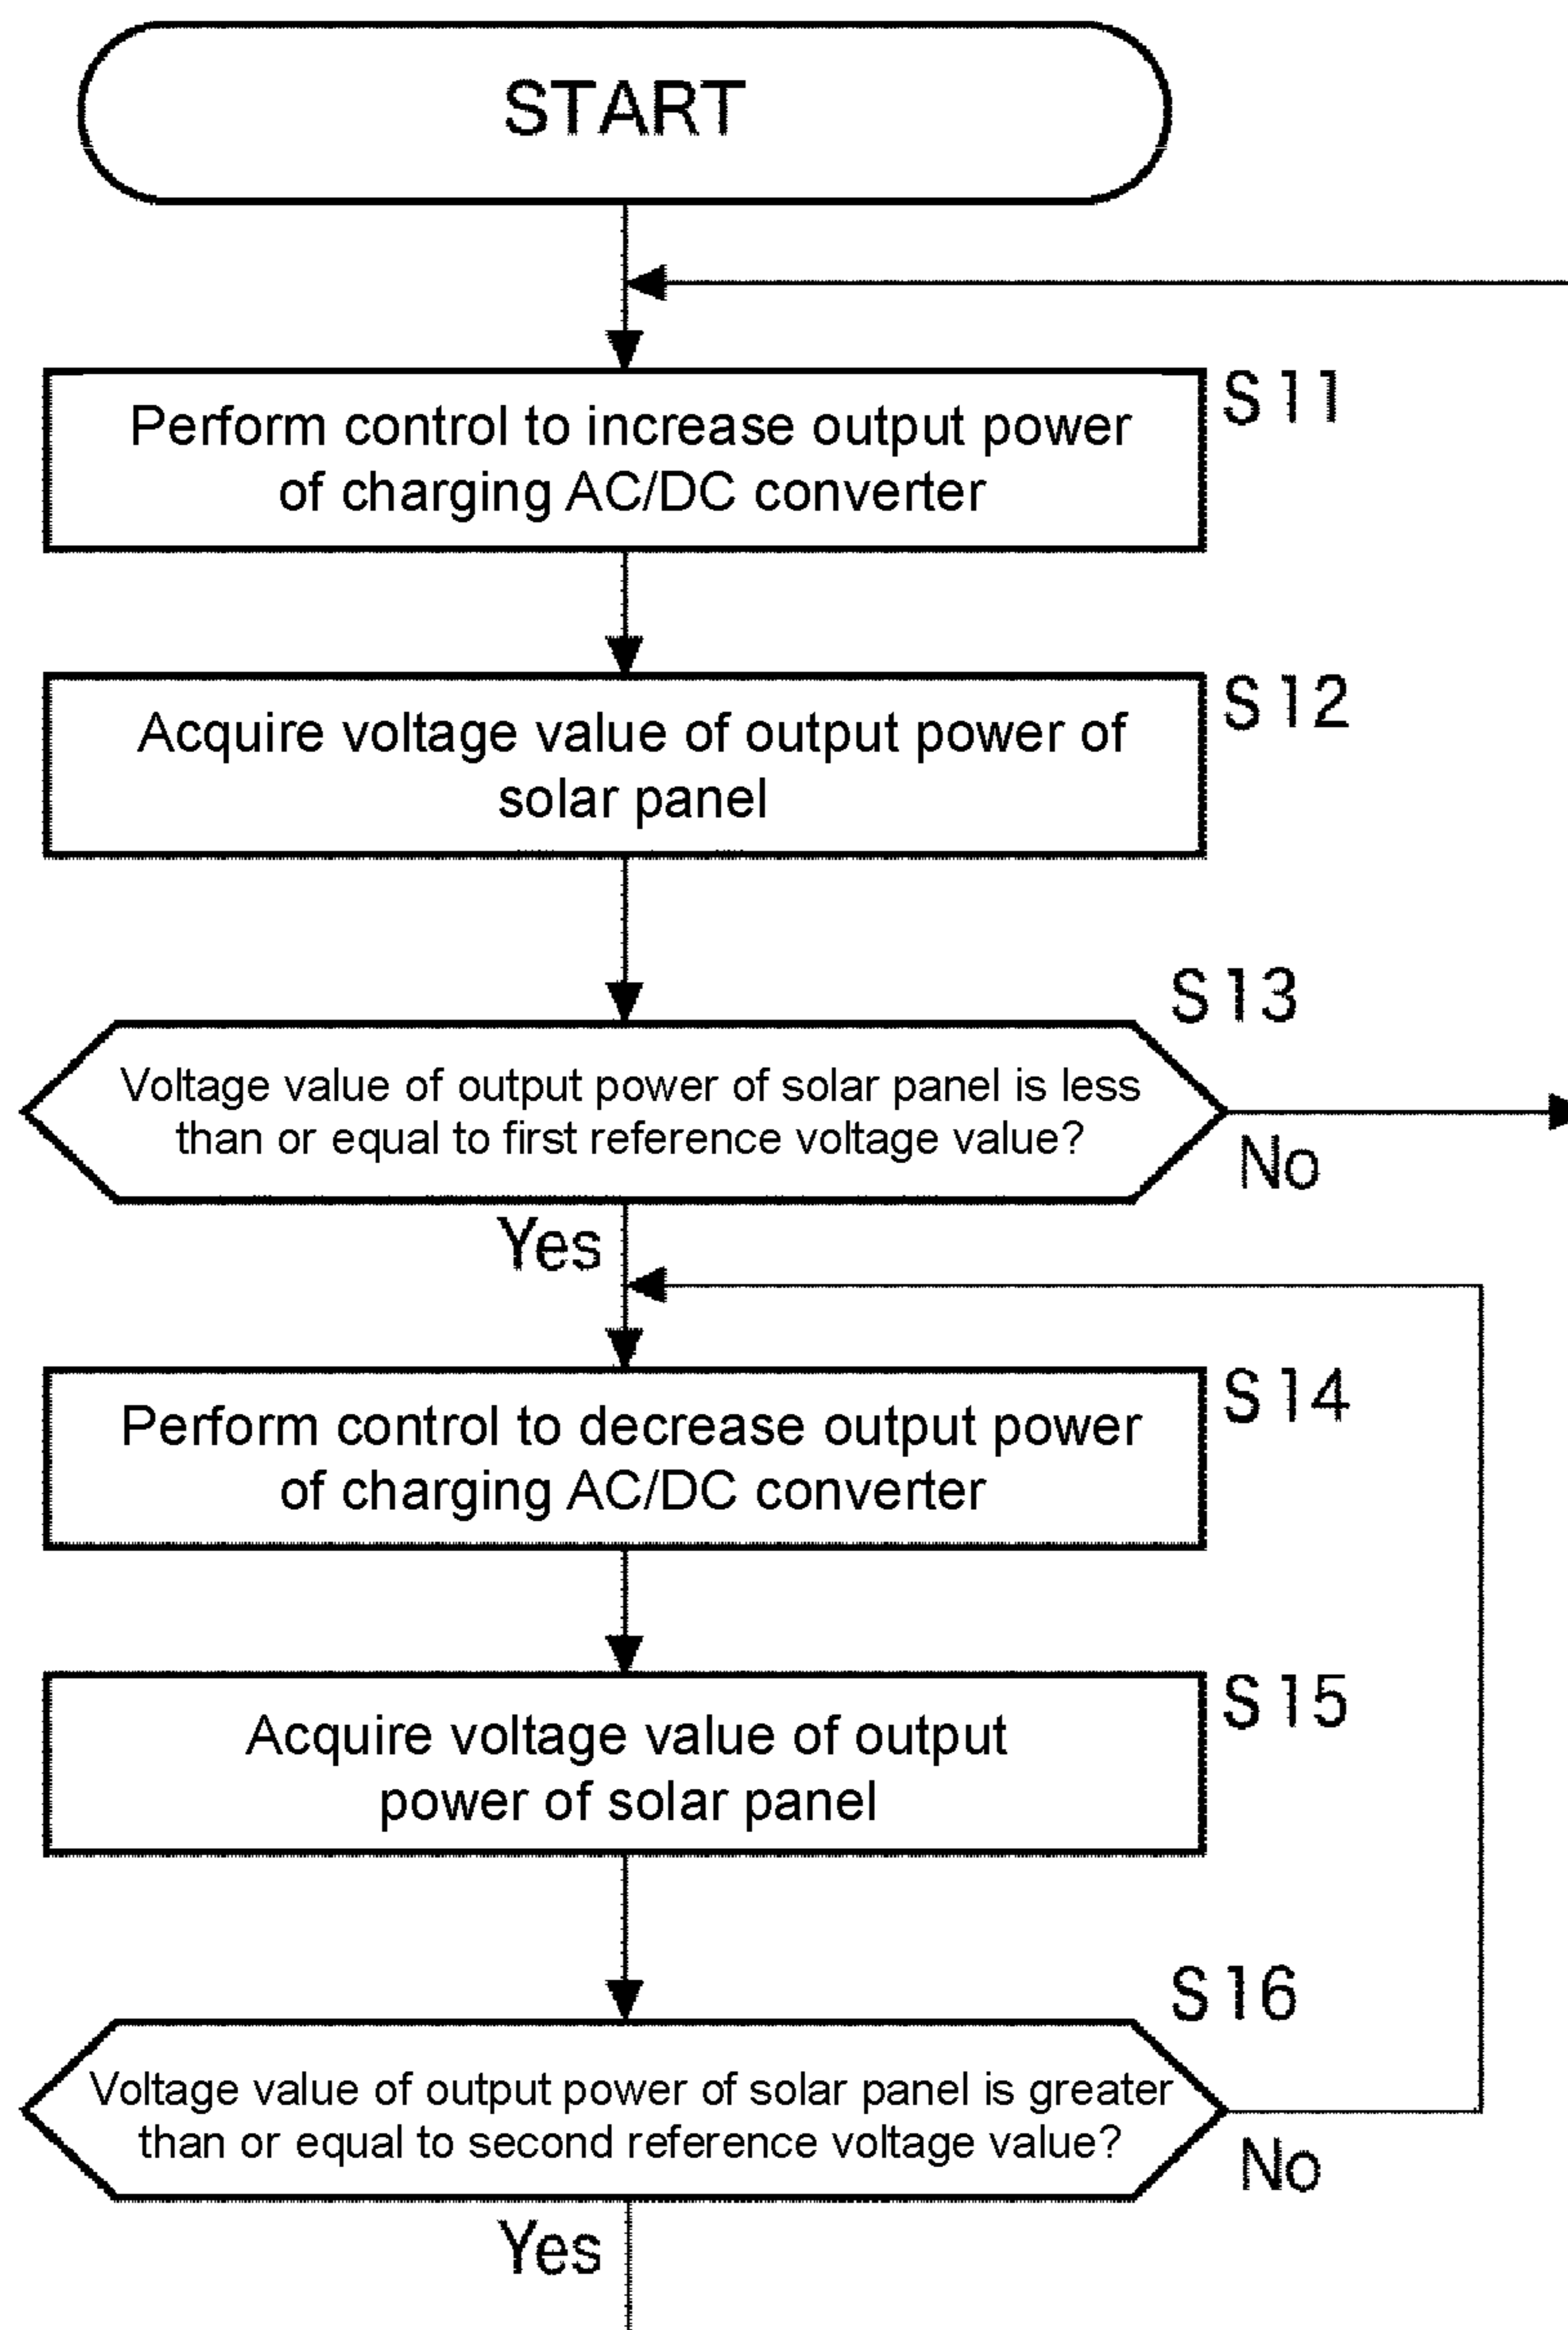 START
Perform control to increase output power
of charging AC/DC converter
S11
Acquire voltage value of output power of
solar panel
S12
S13
Voltage value of output power of solar panel is less
than or equal to first reference voltage value?
No
Yes
Perform control to decrease output power
of charging AC/DC converter
S14
Acquire voltage value of output
power of solar panel
S15
S16
Voltage value of output power of solar panel is greater
than or equal to second reference voltage value?
No
Yes